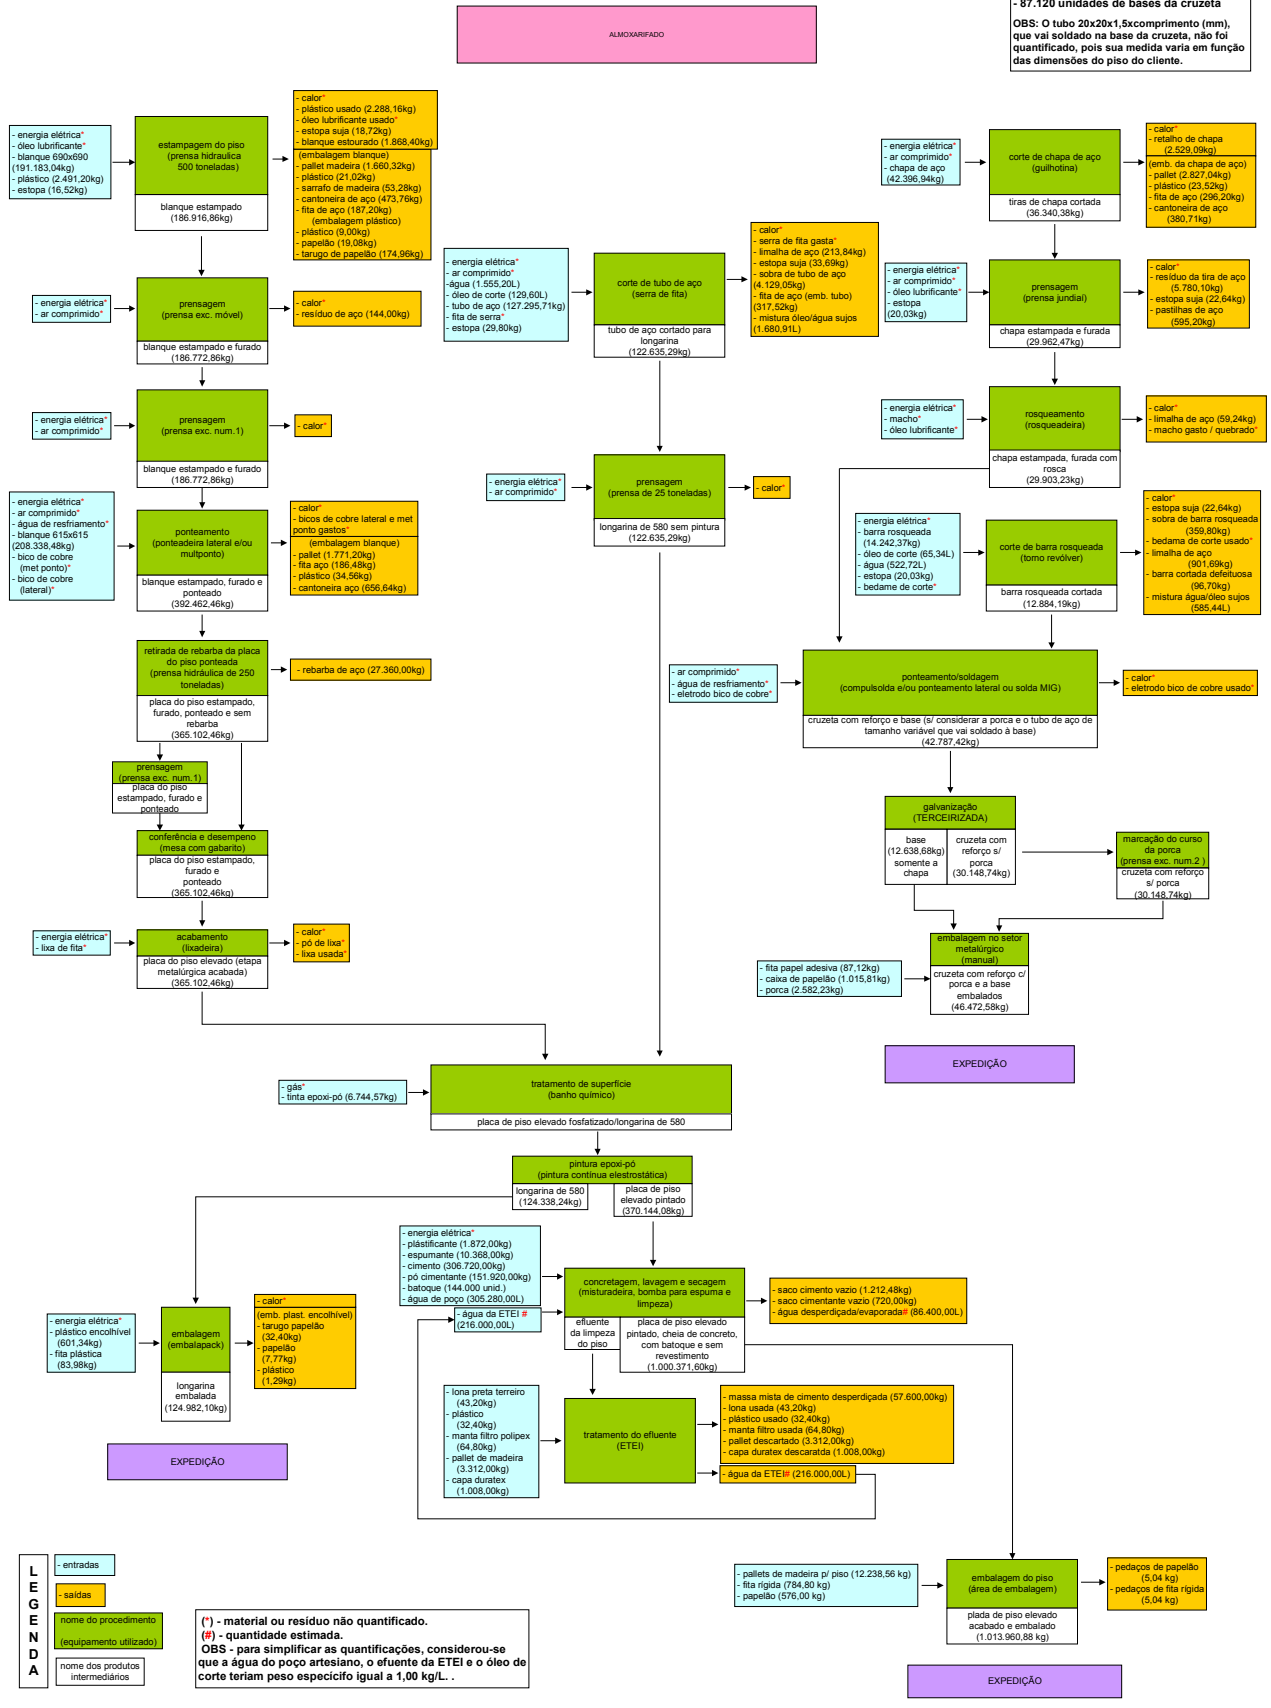 - 87.120 unidades de bases da cruzeta
OBS: O tubo 20x20x1,5xcomprimento (mm),
que vai soldado na base da cruzeta, não foi
quantificado, pois sua medida varia em função
das dimensões do piso do cliente.
ALMOXARIFADO
- energia elétrica*
- óleo lubrificante*
- blanque 690x690
(191.183,04kg)
- plástico (2.491,20kg)
- estopa (16,52kg)
estampagem do piso
(prensa hidraulica
500 toneladas)
blanque estampado
(186.916,86kg)
- calor*
- plástico usado (2.288,16kg)
- óleo lubrificante usado*
- estopa suja (18,72kg)
- blanque estourado (1.868,40kg)
(embalagem blanque)
- pallet madeira (1.660,32kg)
- plástico (21,02kg)
- sarrafo de madeira (53,28kg)
- cantoneira de aço (473,76kg)
- fita de aço (187,20kg)
(embalagem plástico)
- plástico (9,00kg)
- papelão (19,08kg)
- tarugo de papelão (174,96kg)
- energia elétrica*
- ar comprimido*
prensagem
(prensa exc. móvel)
blanque estampado e furado
(186.772,86kg)
- calor*
- resíduo de aço (144,00kg)
- energia elétrica*
- ar comprimido*
prensagem
(prensa exc. num.1)
blanque estampado e furado
(186.772,86kg)
- calor*
- energia elétrica*
- ar comprimido*
- água de resfriamento*
- blanque 615x615
(208.338,48kg)
- bico de cobre
(met ponto)*
- bico de cobre
(lateral)*
ponteamento
(ponteadeira lateral e/ou
multponto)
blanque estampado, furado e
ponteado
(392.462,46kg)
- calor*
- bicos de cobre lateral e met
ponto gastos*
(embalagem blanque)
- pallet (1.771,20kg)
- fita aço (186,48kg)
- plástico (34,56kg)
- cantoneira aço (656,64kg)
retirada de rebarba da placa
do piso ponteada
(prensa hidráulica de 250
toneladas)
placa do piso estampado,
furado, ponteado e sem
rebarba
(365.102,46kg)
- rebarba de aço (27.360,00kg)
prensagem
(prensa exc. num.1)
placa do piso
estampado, furado e
ponteado
conferência e desempeno
(mesa com gabarito)
placa do piso estampado,
furado e
ponteado
(365.102,46kg)
- energia elétrica*
- lixa de fita*
acabamento
(lixadeira)
placa do piso elevado (etapa
metalúrgica acabada)
(365.102,46kg)
- calor*
- pó de lixa*
- lixa usada*
- energia elétrica*
- ar comprimido*
-água (1.555,20L)
- óleo de corte (129,60L)
- tubo de aço (127.295,71kg)
- fita de serra*
- estopa (29,80kg)
corte de tubo de aço
(serra de fita)
tubo de aço cortado para
longarina
(122.635,29kg)
- calor*
- serra de fita gasta*
- limalha de aço (213,84kg)
- estopa suja (33,69kg)
- sobra de tubo de aço
(4.129,05kg)
- fita de aço (emb. tubo)
(317,52kg)
- mistura óleo/água sujos
(1.680,91L)
- energia elétrica*
- ar comprimido*
prensagem
(prensa de 25 toneladas)
longarina de 580 sem pintura
(122.635,29kg)
- calor*
- energia elétrica*
- ar comprimido*
- chapa de aço
(42.396,94kg)
corte de chapa de aço
(guilhotina)
tiras de chapa cortada
(36.340,38kg)
- calor*
- retalho de chapa
(2.529,09kg)
(emb. da chapa de aço)
- pallet (2.827,04kg)
- plástico (23,52kg)
- fita de aço (296,20kg)
- cantoneira de aço
(380,71kg)
- energia elétrica*
- ar comprimido*
- óleo lubrificante*
- estopa
(20,03kg)
prensagem
(prensa jundial)
chapa estampada e furada
(29.962,47kg)
- calor*
- resíduo da tira de aço
(5.780,10kg)
- estopa suja (22,64kg)
- pastilhas de aço
(595,20kg)
- energia elétrica*
- macho*
- óleo lubrificante*
rosqueamento
(rosqueadeira)
chapa estampada, furada com
rosca
(29.903,23kg)
- calor*
- limalha de aço (59,24kg)
- macho gasto / quebrado*
- energia elétrica*
- barra rosqueada
(14.242,37kg)
- óleo de corte (65,34L)
- água (522,72L)
- estopa (20,03kg)
- bedame de corte*
corte de barra rosqueada
(torno revólver)
barra rosqueada cortada
(12.884,19kg)
- calor*
- estopa suja (22,64kg)
- sobra de barra rosqueada
(359,80kg)
- bedama de corte usado*
- limalha de aço
(901,69kg)
- barra cortada defeituosa
(96,70kg)
- mistura água/óleo sujos
(585,44L)
- ar comprimido*
- água de resfriamento*
- eletrodo bico de cobre*
ponteamento/soldagem
(compulsolda e/ou ponteamento lateral ou solda MIG)
cruzeta com reforço e base (s/ considerar a porca e o tubo de aço de
tamanho variável que vai soldado à base)
(42.787,42kg)
- calor*
- eletrodo bico de cobre usado*
galvanização
(TERCEIRIZADA)
base
(12.638,68kg)
somente a
chapa
cruzeta com
reforço s/
porca
(30.148,74kg)
marcação do curso
da porca
(prensa exc. num.2 )
cruzeta com reforço
s/ porca
(30.148,74kg)
- fita papel adesiva (87,12kg)
- caixa de papelão (1.015,81kg)
- porca (2.582,23kg)
embalagem no setor
metalúrgico
(manual)
cruzeta com reforço c/
porca e a base
embalados
(46.472,58kg)
EXPEDIÇÃO
- gás*
- tinta epoxi-pó (6.744,57kg)
tratamento de superfície
(banho químico)
placa de piso elevado fosfatizado/longarina de 580
pintura epoxi-pó
(pintura contínua elestrostática)
longarina de 580
(124.338,24kg)
placa de piso
elevado pintado
(370.144,08kg)
- energia elétrica*
- plástificante (1.872,00kg)
- espumante (10.368,00kg)
- cimento (306.720,00kg)
- pó cimentante (151.920,00kg)
- batoque (144.000 unid.)
- água de poço (305.280,00L)
- água da ETEI #
(216.000,00L)
concretagem, lavagem e secagem
(misturadeira, bomba para espuma e
limpeza)
efluente
da limpeza
do piso
placa de piso elevado
pintado, cheia de concreto,
com batoque e sem
revestimento
(1.000.371,60kg)
- saco cimento vazio (1.212,48kg)
- saco cimentante vazio (720,00kg)
- água desperdiçada/evaporada# (86.400,00L)
- energia elétrica*
- plástico encolhível
(601,34kg)
- fita plástica
(83,98kg)
embalagem
(embalapack)
longarina
embalada
(124.982,10kg)
- calor*
(emb. plast. encolhível)
- tarugo papelão
(32,40kg)
- papelão
(7,77kg)
- plástico
(1,29kg)
EXPEDIÇÃO
- lona preta terreiro
(43,20kg)
- plástico
(32,40kg)
- manta filtro polipex
(64,80kg)
- pallet de madeira
(3.312,00kg)
- capa duratex
(1.008,00kg)
tratamento do efluente
(ETEI)
- massa mista de cimento desperdiçada (57.600,00kg)
- lona usada (43,20kg)
- plástico usado (32,40kg)
- manta filtro usada (64,80kg)
- pallet descartado (3.312,00kg)
- capa duratex descaratda (1.008,00kg)
- água da ETEI# (216.000,00L)
- pallets de madeira p/ piso (12.238,56 kg)
- fita rígida (784,80 kg)
- papelão (576,00 kg)
embalagem do piso
(área de embalagem)
plada de piso elevado
acabado e embalado
(1.013.960,88 kg)
- pedaços de papelão
(5,04 kg)
- pedaços de fita rígida
(5,04 kg)
EXPEDIÇÃO
LEGENDA
- entradas
- saídas
nome do procedimento
(equipamento utilizado)
nome dos produtos
intermediários
(*) - material ou resíduo não quantificado.
(#) - quantidade estimada.
OBS - para simplificar as quantificações, considerou-se
que a água do poço artesiano, o efuente da ETEI e o óleo de
corte teriam peso especícifo igual a 1,00 kg/L. .